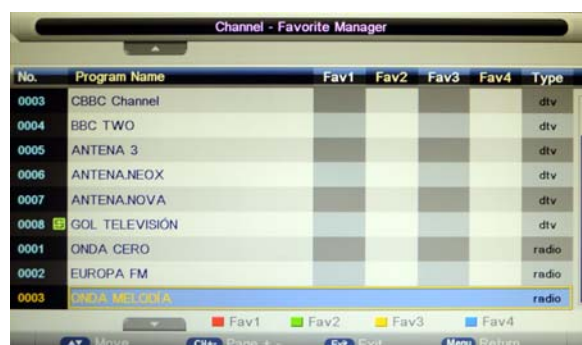 Channel - Favorite Manager
No. Program Name Fav1 Fav2 Fav3 Fav4 Type
0003 CBBC Channel dtv
0004 BBC TWO dtv
0005 ANTENA 3 dtv
0006 ANTENA.NEOX dtv
0007 ANTENA.NOVA dtv
0008 $ GOL TELEVISIÓN dtv
0001 ONDA CERO radio
0002 EUROPA FM radio
0003 ONDA MELODÍA radio
Fav1 Fav2 Fav3 Fav4
Move CH+- Page + - Exit Exit Menu Return